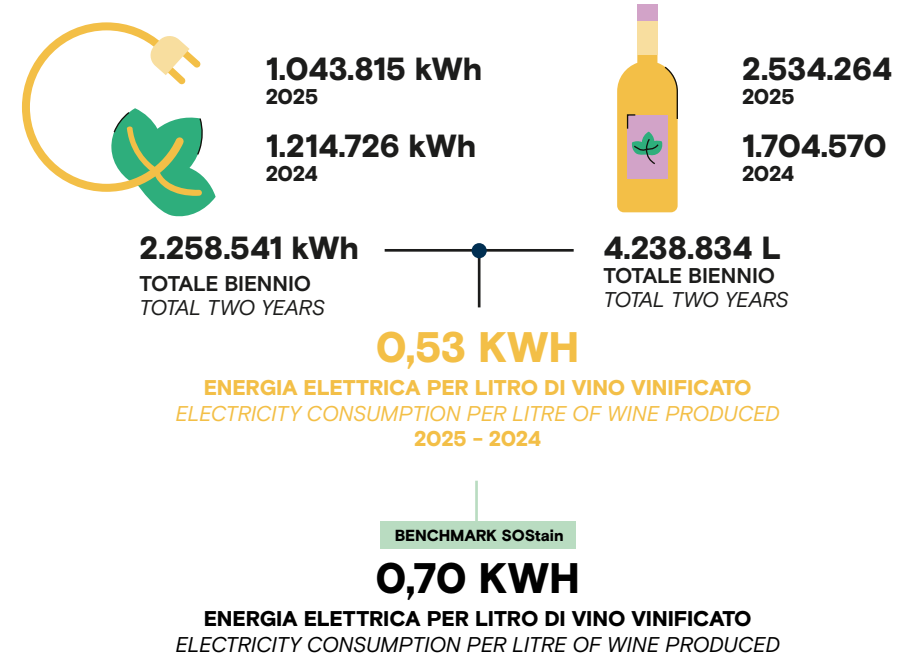 1.043.815 kWh
2025
1.214.726 kWh
2024
2.534.264
2025
1.704.570
2024
2.258.541 kWh
TOTALE BIENNIO
TOTAL TWO YEARS
4.238.834 L
TOTALE BIENNIO
TOTAL TWO YEARS
0,53 KWH
ENERGIA ELETTRICA PER LITRO DI VINO VINIFICATO
ELECTRICITY CONSUMPTION PER LITRE OF WINE PRODUCED
2025 - 2024
BENCHMARK SOStain
0,70 KWH
ENERGIA ELETTRICA PER LITRO DI VINO VINIFICATO
ELECTRICITY CONSUMPTION PER LITRE OF WINE PRODUCED